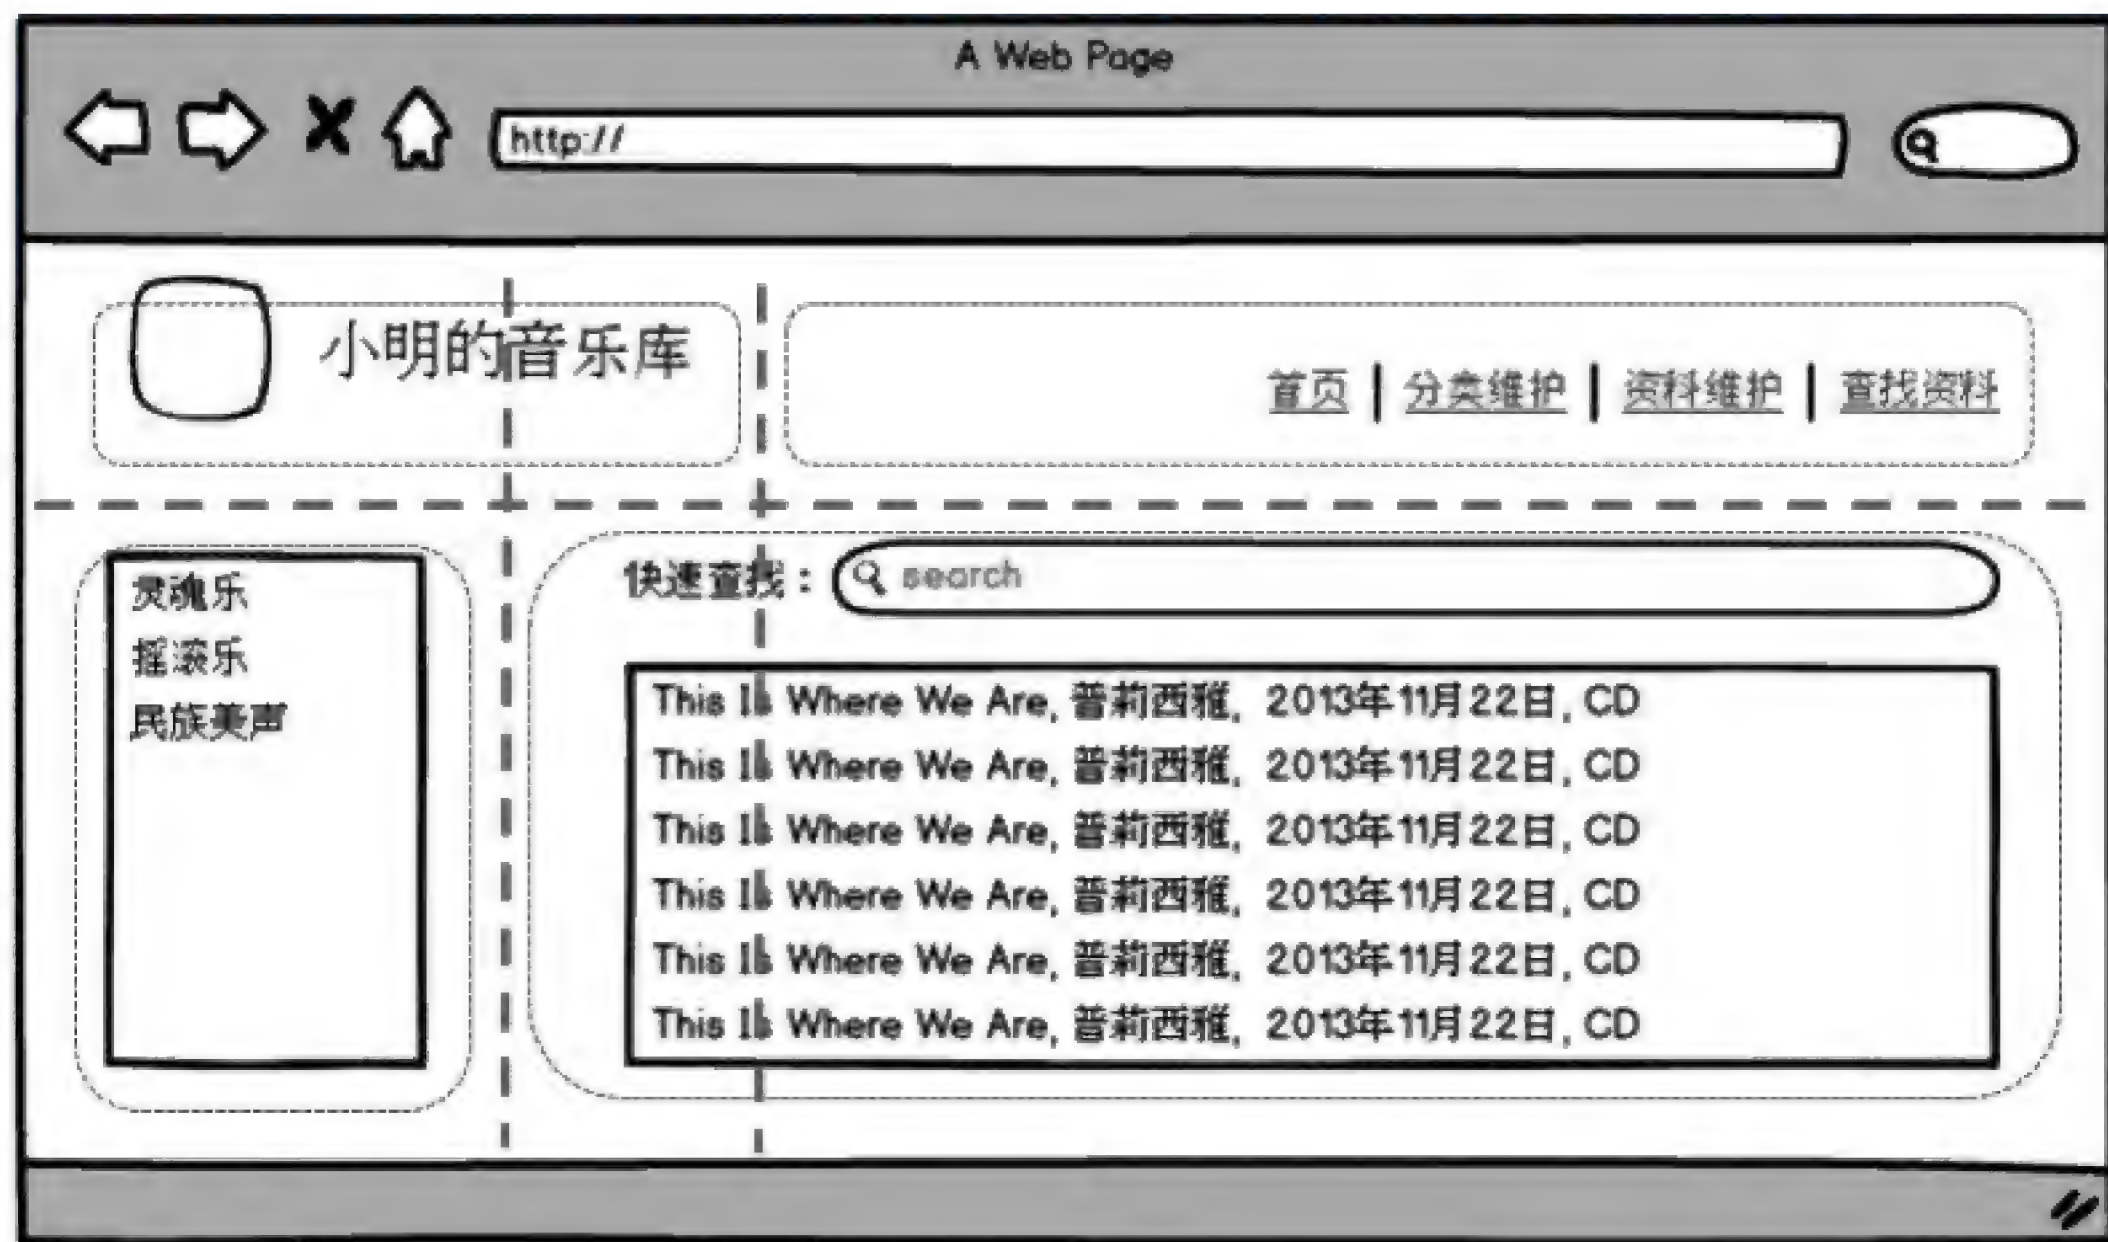 A Web Page
http://
小明的音乐库
首页 | 分类维护 | 资料维护 | 查找资料
灵魂乐
摇滚乐
民族美声
快速查找： search
This Is Where We Are, 普莉西雅, 2013年11月22日, CD
This Is Where We Are, 普莉西雅, 2013年11月22日, CD
This Is Where We Are, 普莉西雅, 2013年11月22日, CD
This Is Where We Are, 普莉西雅, 2013年11月22日, CD
This Is Where We Are, 普莉西雅, 2013年11月22日, CD
This Is Where We Are, 普莉西雅, 2013年11月22日, CD